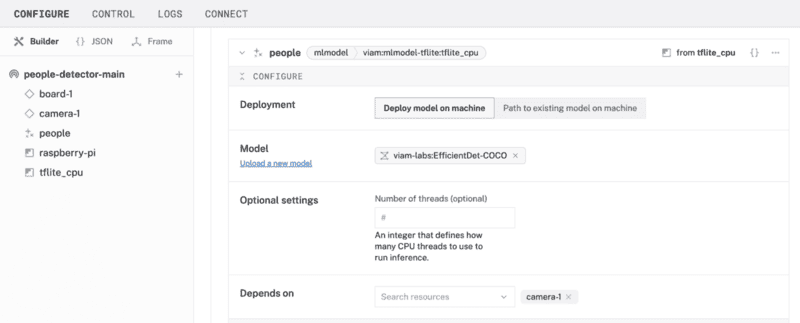 CONFIGURE CONTROL LOGS CONNECT
Builder {} JSON Frame
people-detector-main +
board-1
camera-1
people
raspberry-pi
tflite_cpu
people mlmodel viam:mlmodel-tflite:tflite_cpu from tflite_cpu {} ...
CONFIGURE
Deployment Deploy model on machine Path to existing model on machine
Model viam-labs:EfficientDet-COCO ×
Upload a new model
Optional settings Number of threads (optional)
#
An integer that defines how
many CPU threads to use to
run inference.
Depends on Search resources camera-1 ×